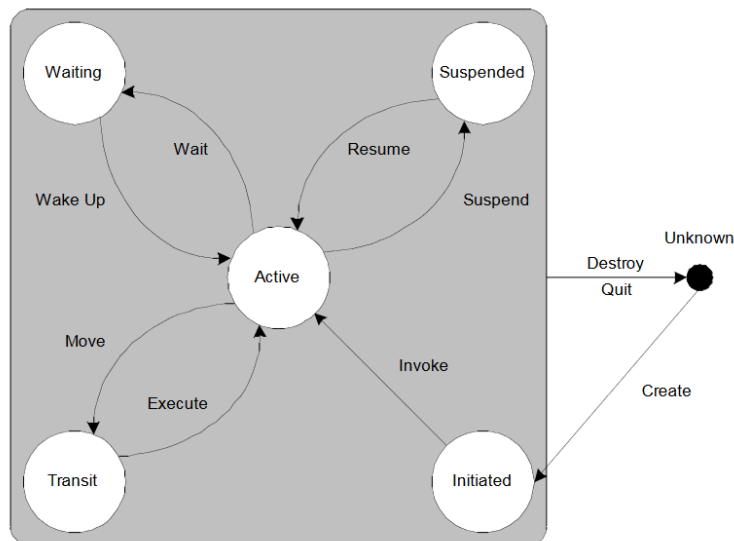 Waiting
Suspended
Wait
Resume
Wake Up
Suspend
Unknown
Active
Destroy
Quit
Move
Invoke
Create
Execute
Transit
Initiated